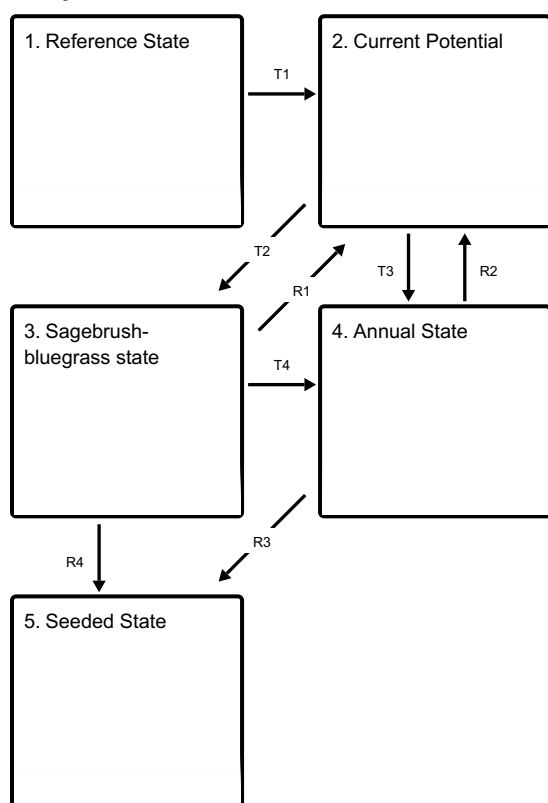 1. Reference State
T1
2. Current Potential
T2
R1
T3
R2
3. Sagebrush-
bluegrass state
T4
4. Annual State
R4
R3
5. Seeded State